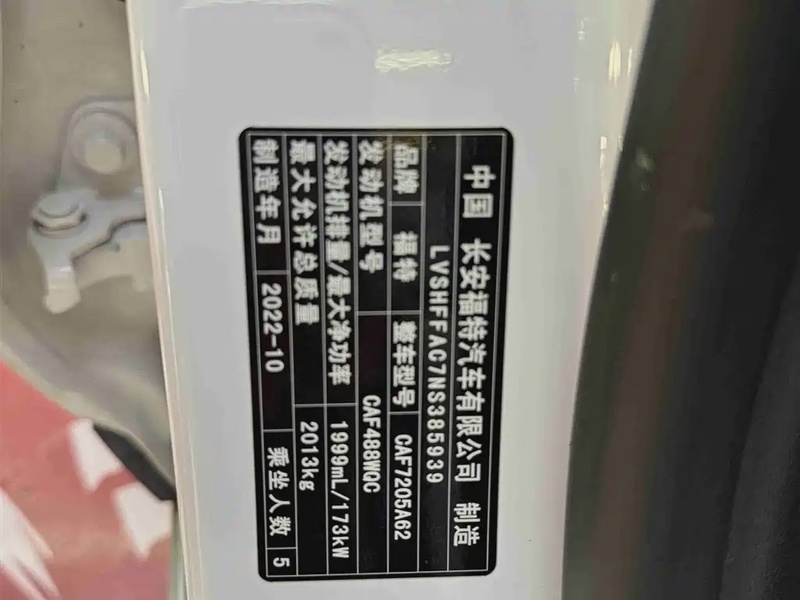 中国 长安福特汽车有限公司 制造
LVSHFFAC7NS385939
品牌 福特 整车型号 CAF7205A62
发动机型号 CAF488WQC
发动机排量/最大净功率 1999mL/173kW
最大允许总质量 2013kg
制造年月 2022-10 乘坐人数 5